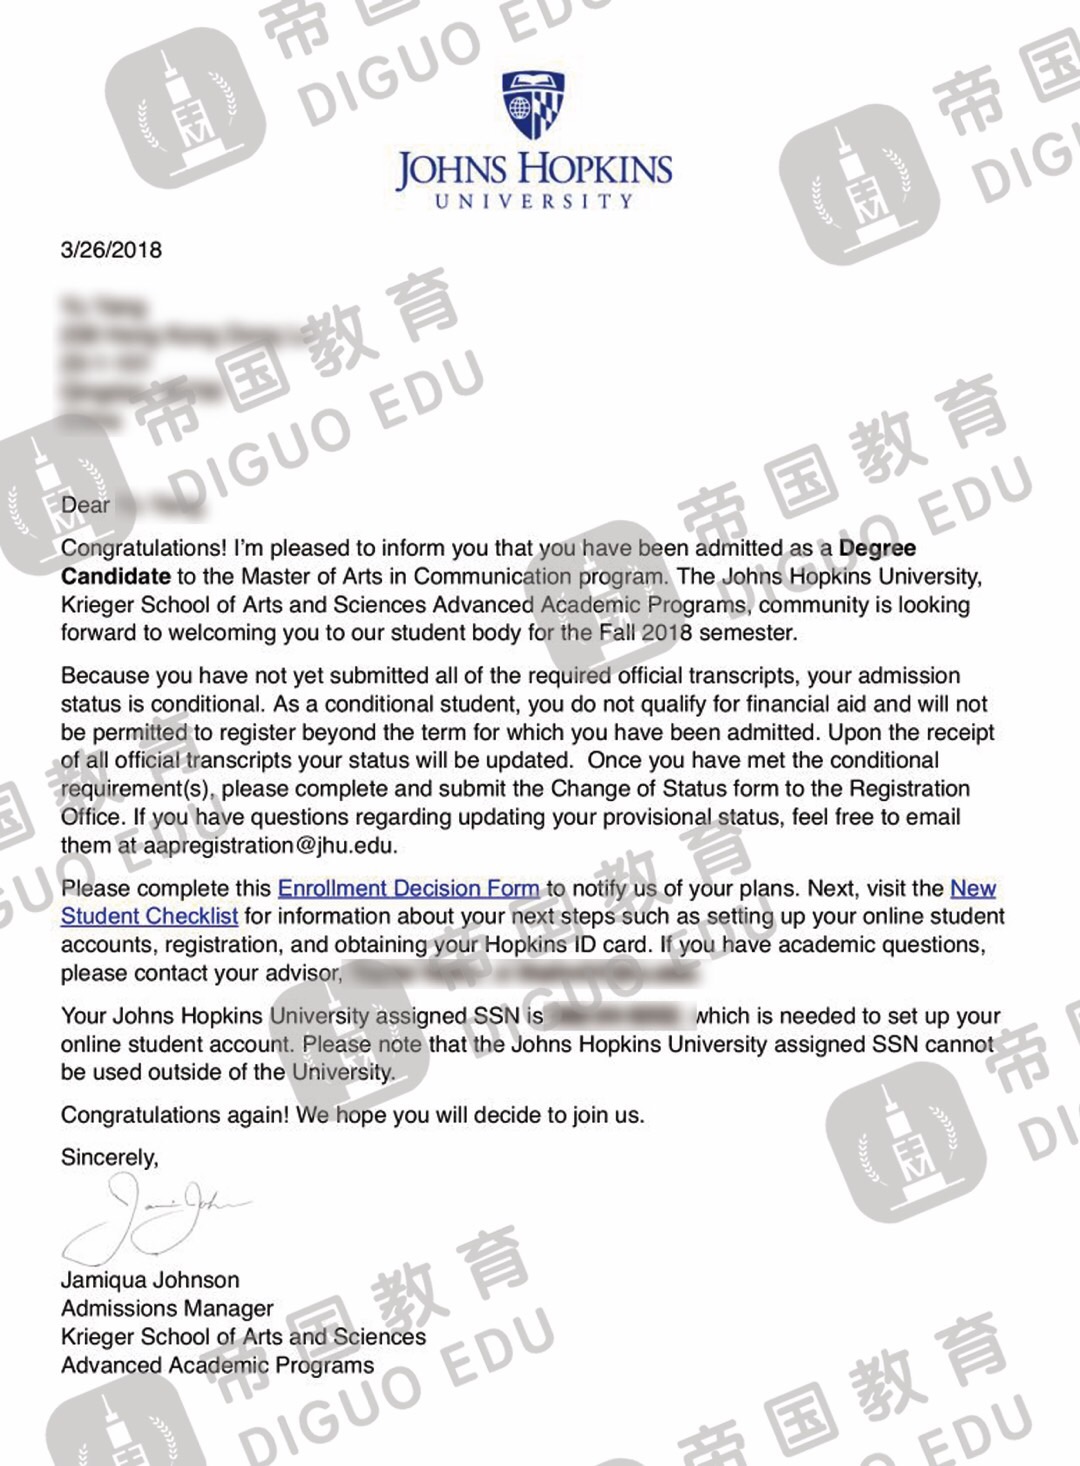 帝国
DIGUO EDU
帝国
DIG
JOHNS HOPKINS
UNIVERSITY
3/26/2018
帝国教育
DIGUO EDU
帝国教育
DIGUO EDU
Dear
Congratulations! I'm pleased to inform you that you have been admitted as a Degree
Candidate to the Master of Arts in Communication program. The Johns Hopkins University,
Krieger School of Arts and Sciences Advanced Academic Programs, community is looking
forward to welcoming you to our student body for the Fall 2018 semester.
Because you have not yet submitted all of the required official transcripts, your admission
status is conditional. As a conditional student, you do not qualify for financial aid and will not
be permitted to register beyond the term for which you have been admitted. Upon the receipt
of all official transcripts your status will be updated.  Once you have met the conditional
requirement(s), please complete and submit the Change of Status form to the Registration
Office. If you have questions regarding updating your provisional status, feel free to email
them at aapregistration@jhu.edu.
国教育
GUO EDU
Please complete this Enrollment Decision Form to notify us of your plans. Next, visit the New
Student Checklist for information about your next steps such as setting up your online student
accounts, registration, and obtaining your Hopkins ID card. If you have academic questions,
please contact your advisor,
帝国教育
DIGUO EDU
Your Johns Hopkins University assigned SSN is which is needed to set up your
online student account. Please note that the Johns Hopkins University assigned SSN cannot
be used outside of the University.
Congratulations again! We hope you will decide to join us.
帝
DI
Sincerely,
Jamiqua Johnson
Admissions Manager
Krieger School of Arts and Sciences
Advanced Academic Programs
帝国教育
DIGUO EDU
帝国教育
EDU